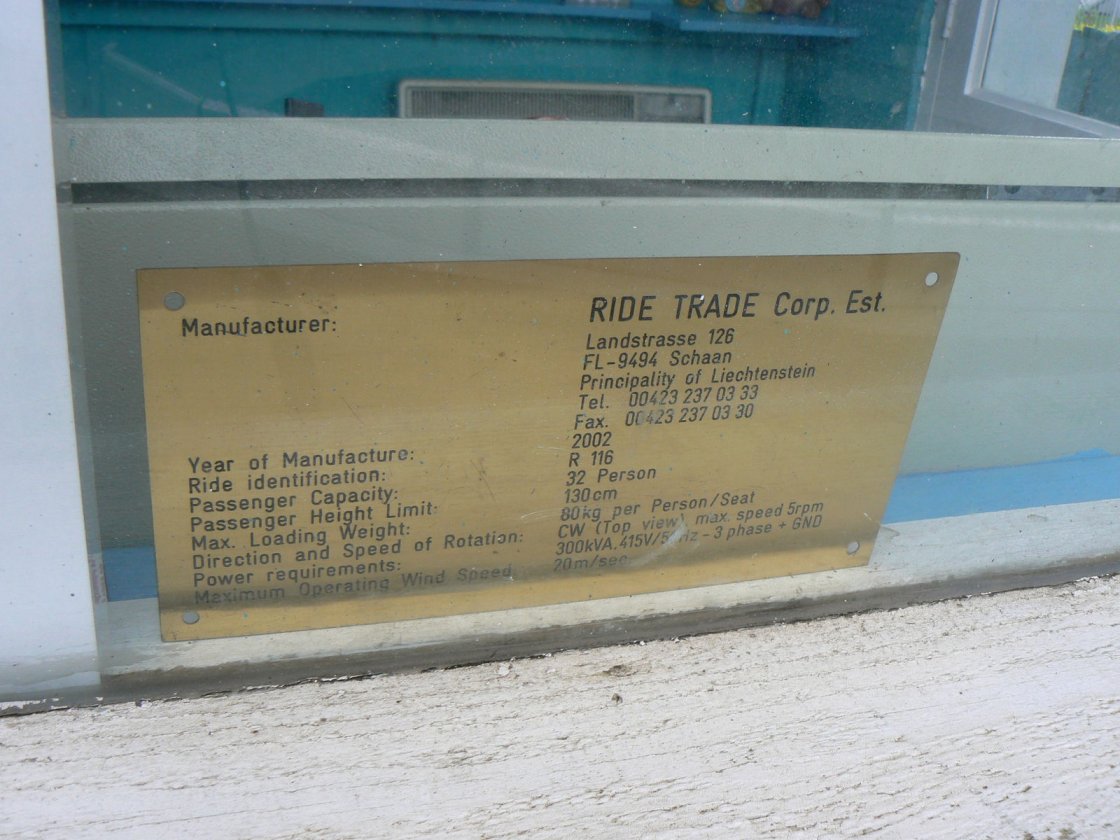 Manufacturer: RIDE TRADE Corp. Est.
Landstrasse 126
FL-9494 Schaan
Principality of Liechtenstein
Tel. 00423 237 03 33
Fax. 00423 237 03 30
Year of Manufacture: 2002
Ride identification: R 116
Passenger Capacity: 32 Person
Passenger Height Limit: 130cm
Max. Loading Weight: 80kg per Person/Seat
Direction and Speed of Rotation: CW (Top view) max. speed 5rpm
Power requirements: 300kVA, 415V/50Hz - 3 phase + GND
Maximum Operating Wind Speed 20m/sec